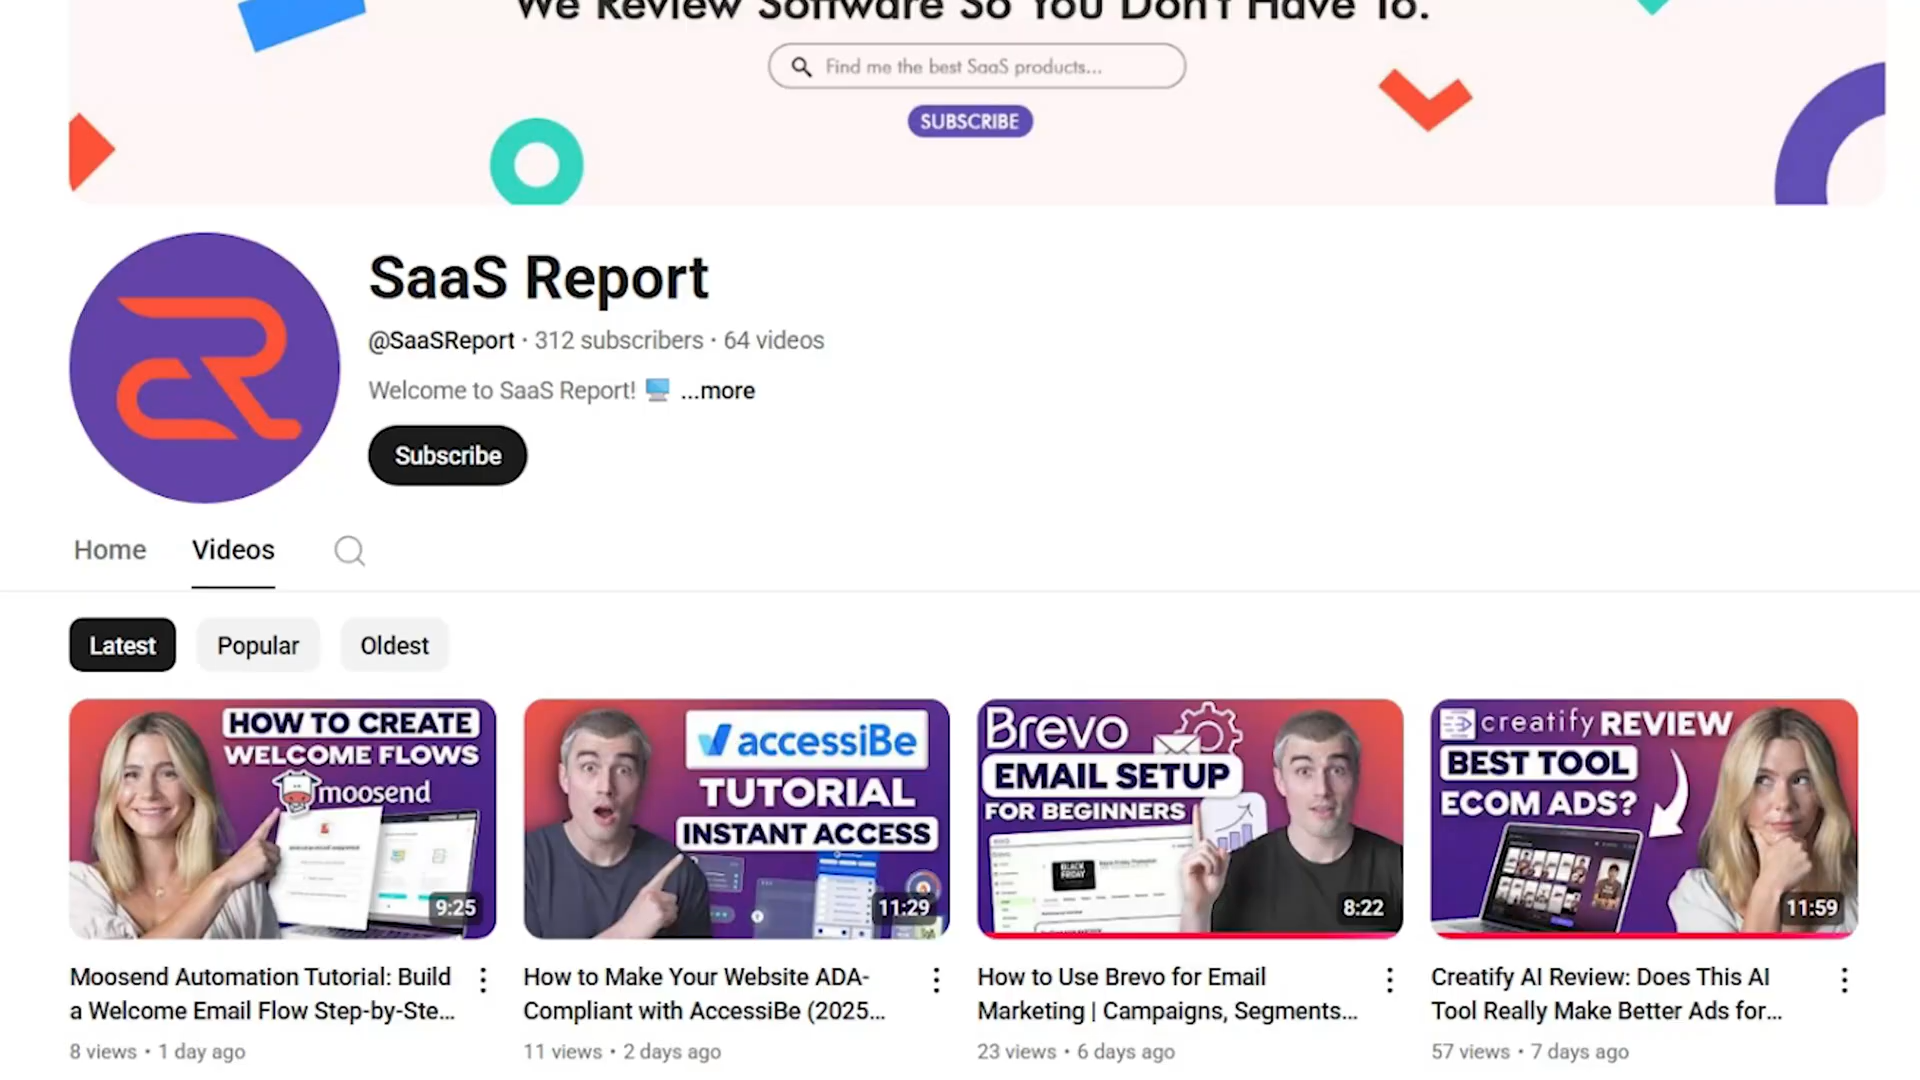 We Review Software So You Don't Have To.
Find me the best SaaS products...
SUBSCRIBE
SaaS Report
@SaaSReport · 312 subscribers · 64 videos
Welcome to SaaS Report! ...more
Subscribe
Home Videos
Latest Popular Oldest
HOW TO CREATE
WELCOME FLOWS
moosend
9:25
accessiBe
TUTORIAL
INSTANT ACCESS
11:29
Brevo
EMAIL SETUP
FOR BEGINNERS
Brevo
BLACK
FRIDAY
8:22
creatify REVIEW
BEST TOOL
ECOM ADS?
11:59
Moosend Automation Tutorial: Build
a Welcome Email Flow Step-by-Ste...
8 views • 1 day ago
How to Make Your Website ADA-
Compliant with AccessiBe (2025...
11 views • 2 days ago
How to Use Brevo for Email
Marketing | Campaigns, Segments...
23 views • 6 days ago
Creatify AI Review: Does This AI
Tool Really Make Better Ads for...
57 views • 7 days ago